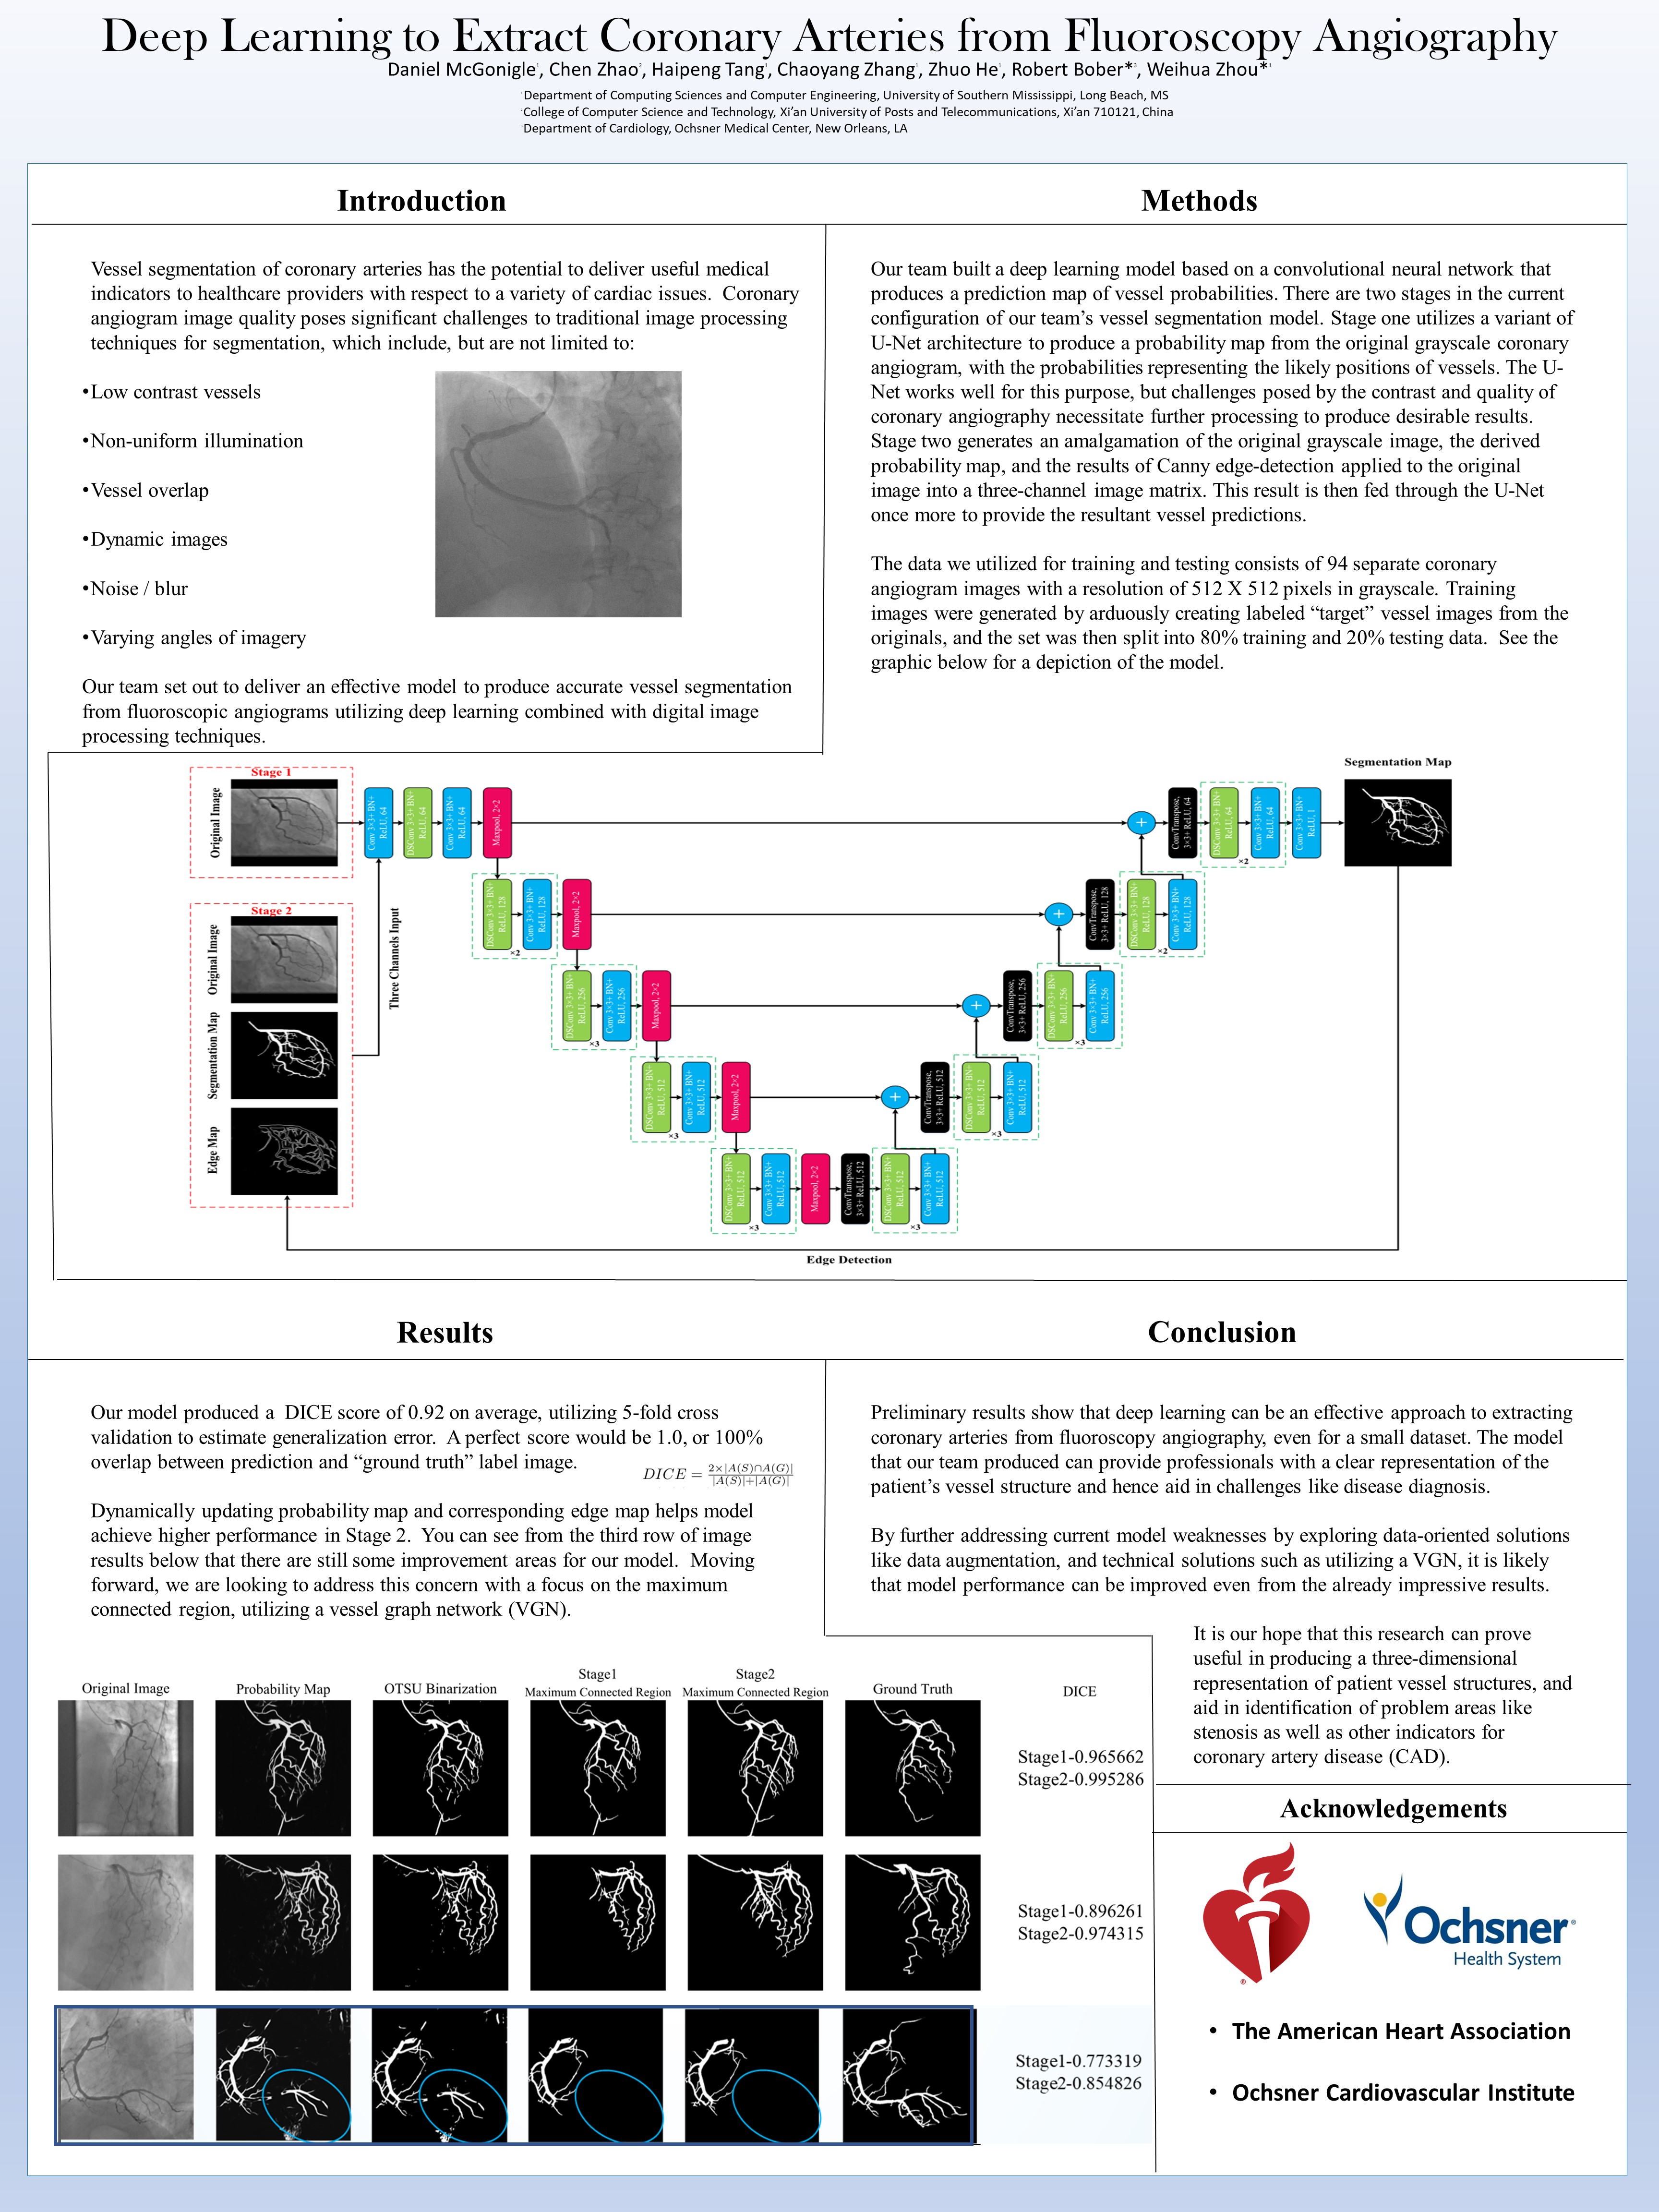 Deep Learning to Extract Coronary Arteries from Fluoroscopy Angiography
Daniel McGonigle¹, Chen Zhao², Haipeng Tang¹, Chaoyang Zhang¹, Zhuo He¹, Robert Bober*³, Weihua Zhou*¹
Department of Computing Sciences and Computer Engineering, University of Southern Mississippi, Long Beach, MS
College of Computer Science and Technology, Xi’an University of Posts and Telecommunications, Xi’an 710121, China
Department of Cardiology, Ochsner Medical Center, New Orleans, LA
Introduction
Vessel segmentation of coronary arteries has the potential to deliver useful medical
indicators to healthcare providers with respect to a variety of cardiac issues. Coronary
angiogram image quality poses significant challenges to traditional image processing
techniques for segmentation, which include, but are not limited to:
•Low contrast vessels
•Non-uniform illumination
•Vessel overlap
•Dynamic images
•Noise / blur
•Varying angles of imagery
Our team set out to deliver an effective model to produce accurate vessel segmentation
from fluoroscopic angiograms utilizing deep learning combined with digital image
processing techniques.
Methods
Our team built a deep learning model based on a convolutional neural network that
produces a prediction map of vessel probabilities. There are two stages in the current
configuration of our team’s vessel segmentation model. Stage one utilizes a variant of
U-Net architecture to produce a probability map from the original grayscale coronary
angiogram, with the probabilities representing the likely positions of vessels. The U-
Net works well for this purpose, but challenges posed by the contrast and quality of
coronary angiography necessitate further processing to produce desirable results.
Stage two generates an amalgamation of the original grayscale image, the derived
probability map, and the results of Canny edge-detection applied to the original
image into a three-channel image matrix. This result is then fed through the U-Net
once more to provide the resultant vessel predictions.
The data we utilized for training and testing consists of 94 separate coronary
angiogram images with a resolution of 512 X 512 pixels in grayscale. Training
images were generated by arduously creating labeled “target” vessel images from the
originals, and the set was then split into 80% training and 20% testing data. See the
graphic below for a depiction of the model.
Stage 1
Original Image
Stage 2
Original Image
Segmentation Map
Edge Map
Three Channels Input
Conv 3×3+ BN+
ReLU, 64
DSConv 3×3+ BN+
ReLU, 64
Conv 3×3+ BN+
ReLU, 64
Maxpool, 2×2
+
ConvTranspose,
3×3+ ReLU, 64
DSConv 3×3+ BN+
ReLU, 64
Conv 3×3+ BN+
ReLU, 64
×2
Conv 3×3+ BN+
ReLU, 1
Segmentation Map
DSConv 3×3+ BN+
ReLU, 128
Conv 3×3+ BN+
ReLU, 128
×2
Maxpool, 2×2
+
ConvTranspose,
3×3+ ReLU, 128
DSConv 3×3+ BN+
ReLU, 128
Conv 3×3+ BN+
ReLU, 128
×2
DSConv 3×3+ BN+
ReLU, 256
Conv 3×3+ BN+
ReLU, 256
×3
Maxpool, 2×2
+
ConvTranspose,
3×3+ ReLU, 256
DSConv 3×3+ BN+
ReLU, 256
Conv 3×3+ BN+
ReLU, 256
×3
DSConv 3×3+ BN+
ReLU, 512
Conv 3×3+ BN+
ReLU, 512
×3
Maxpool, 2×2
+
ConvTranspose,
3×3+ ReLU, 512
DSConv 3×3+ BN+
ReLU, 512
Conv 3×3+ BN+
ReLU, 512
×3
DSConv 3×3+ BN+
ReLU, 512
Conv 3×3+ BN+
ReLU, 512
×3
Maxpool, 2×2
ConvTranspose,
3×3+ ReLU, 512
DSConv 3×3+ BN+
ReLU, 512
Conv 3×3+ BN+
ReLU, 512
×3
Edge Detection
Results
Our model produced a DICE score of 0.92 on average, utilizing 5-fold cross
validation to estimate generalization error. A perfect score would be 1.0, or 100%
overlap between prediction and “ground truth” label image.
DICE = 2×|A(S)∩A(G)| / |A(S)|+|A(G)|
Dynamically updating probability map and corresponding edge map helps model
achieve higher performance in Stage 2. You can see from the third row of image
results below that there are still some improvement areas for our model. Moving
forward, we are looking to address this concern with a focus on the maximum
connected region, utilizing a vessel graph network (VGN).
Original Image
Probability Map
OTSU Binarization
Stage1
Maximum Connected Region
Stage2
Maximum Connected Region
Ground Truth
DICE
Stage1-0.965662
Stage2-0.995286
Stage1-0.896261
Stage2-0.974315
Stage1-0.773319
Stage2-0.854826
Conclusion
Preliminary results show that deep learning can be an effective approach to extracting
coronary arteries from fluoroscopy angiography, even for a small dataset. The model
that our team produced can provide professionals with a clear representation of the
patient’s vessel structure and hence aid in challenges like disease diagnosis.
By further addressing current model weaknesses by exploring data-oriented solutions
like data augmentation, and technical solutions such as utilizing a VGN, it is likely
that model performance can be improved even from the already impressive results.
It is our hope that this research can prove
useful in producing a three-dimensional
representation of patient vessel structures, and
aid in identification of problem areas like
stenosis as well as other indicators for
coronary artery disease (CAD).
Acknowledgements
®
Ochsner®
Health System
• The American Heart Association
• Ochsner Cardiovascular Institute